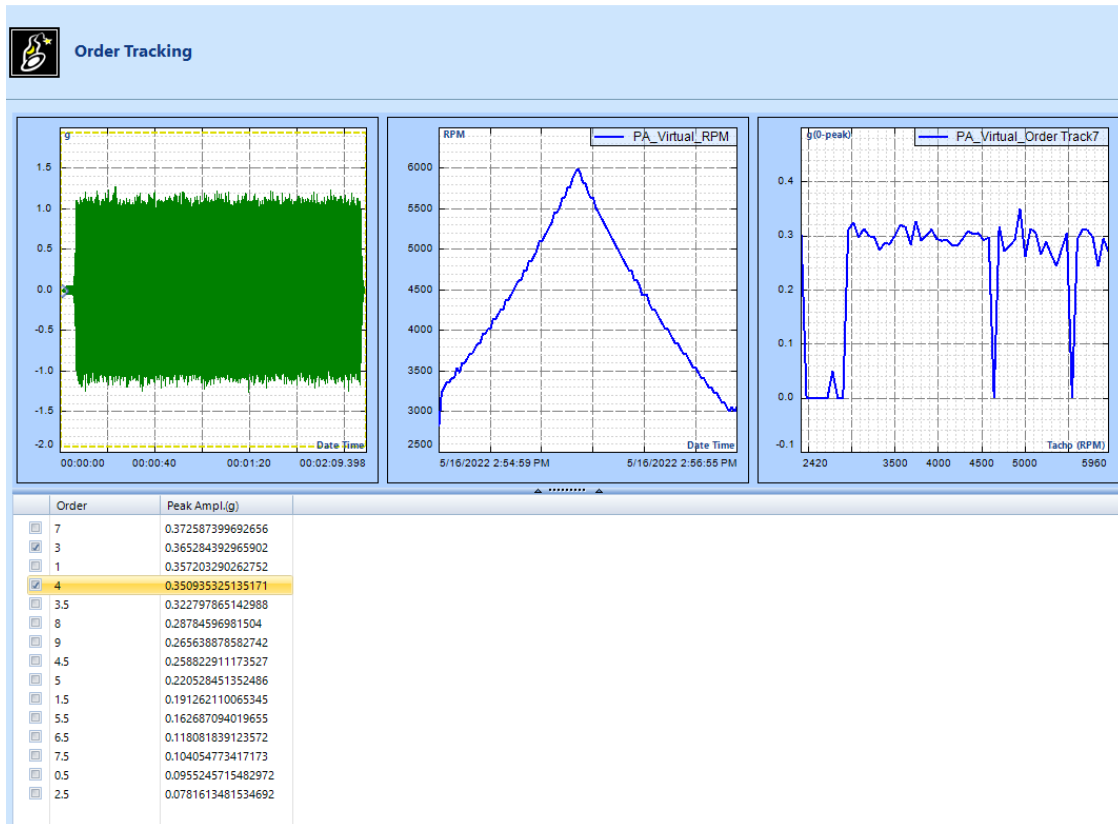 Order Tracking
g
1.5
1.0
0.5
0.0
-0.5
-1.0
-1.5
-2.0
Date Time
00:00:00 00:00:40 00:01:20 00:02:09.398
RPM
PA_Virtual_RPM
6000
5500
5000
4500
4000
3500
3000
2500
Date Time
5/16/2022 2:54:59 PM 5/16/2022 2:56:55 PM
g(0-peak)
PA_Virtual_Order Track7
0.4
0.3
0.2
0.1
0.0
-0.1
Tacho (RPM)
2420 3500 4000 4500 5000 5960
Order Peak Ampl.(g)
7 0.372587399692656
3 0.365284392965902
1 0.357203290262752
4 0.350935325135171
3.5 0.322797865142988
8 0.28784596981504
9 0.265638878582742
4.5 0.258822911173527
5 0.220528451352486
1.5 0.191262110065345
5.5 0.162687094019655
6.5 0.118081839123572
7.5 0.104054773417173
0.5 0.0955245715482972
2.5 0.0781613481534692